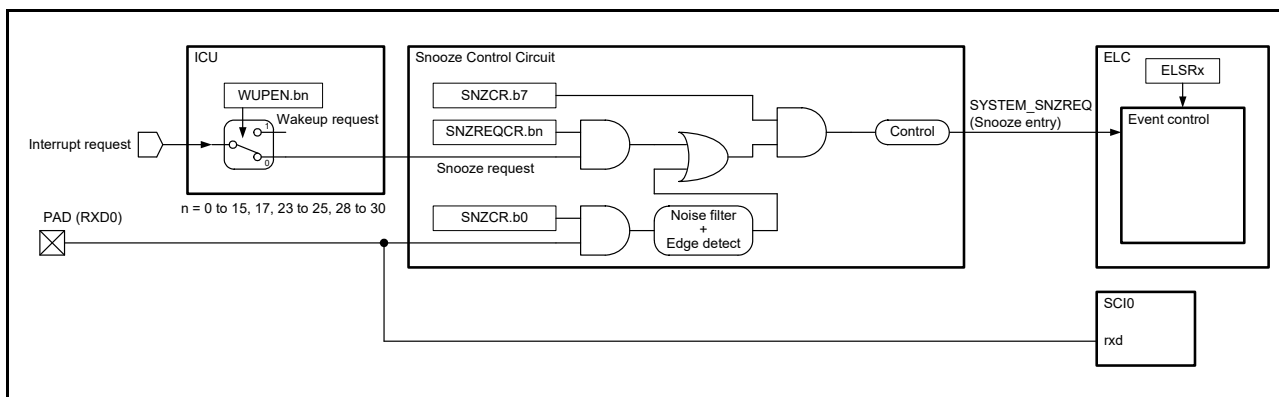 ICU
WUPEN.bn
1
Wakeup request
0
Interrupt request
n = 0 to 15, 17, 23 to 25, 28 to 30
PAD (RXD0)
Snooze Control Circuit
SNZCR.b7
SNZREQCR.bn
Snooze request
SNZCR.b0
Noise filter
+
Edge detect
Control
SYSTEM_SNZREQ
(Snooze entry)
ELC
ELSRx
Event control
SCI0
rxd